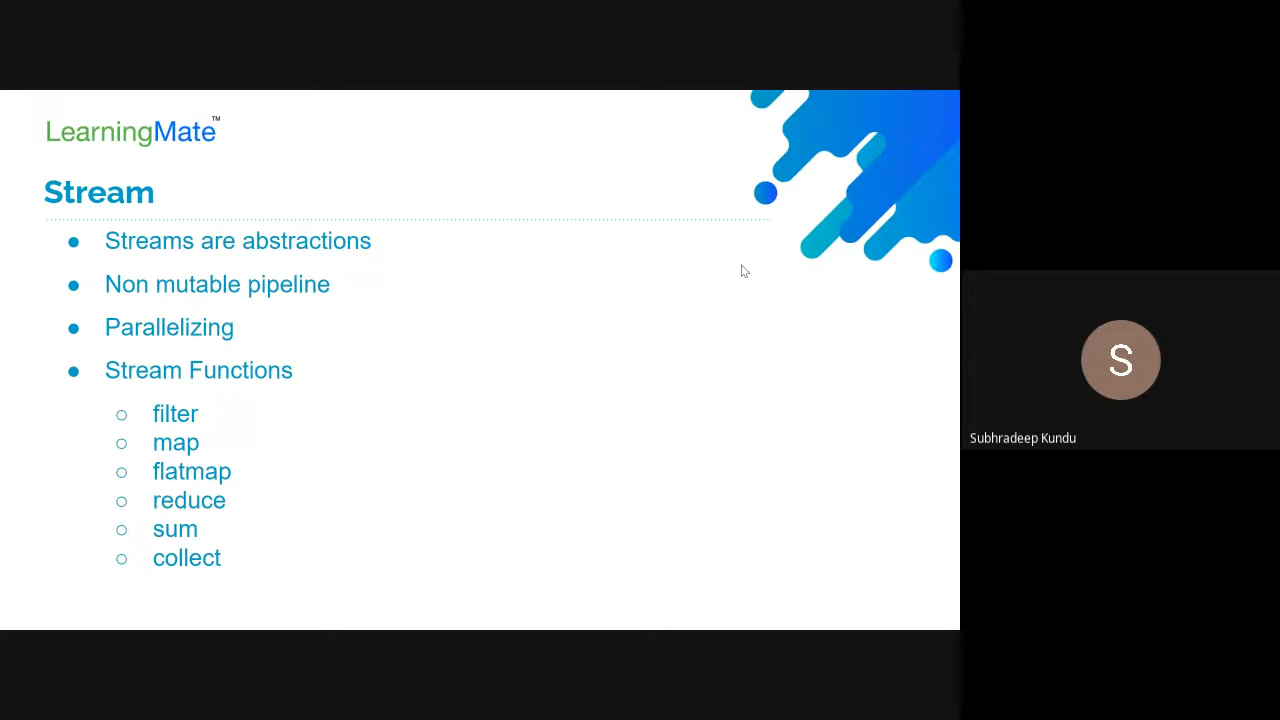 LearningMate™
Stream
● Streams are abstractions
● Non mutable pipeline
● Parallelizing
● Stream Functions
○ filter
○ map
○ flatmap
○ reduce
○ sum
○ collect
S
Subhradeep Kundu